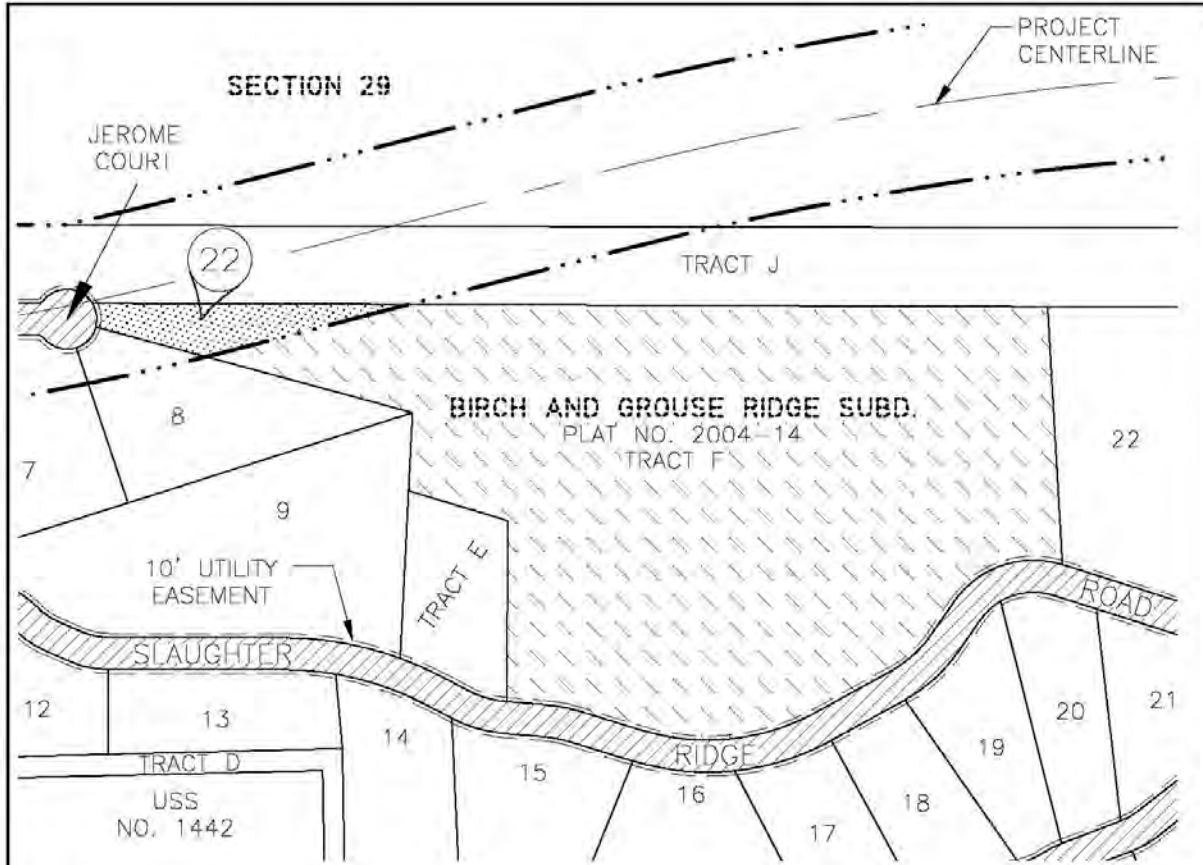 PROJECT
CENTERLINE
SECTION 29
JEROME
COURT
22
TRACT J
BIRCH AND GROUSE RIDGE SUBD.
PLAT NO. 2004-14
TRACT F
8
22
7
9
TRACT E
10' UTILITY
EASEMENT
ROAD
SLAUGHTER
12
13
14
15
RIDGE
16
17
18
19
20
21
TRACT D
USS
NO. 1442